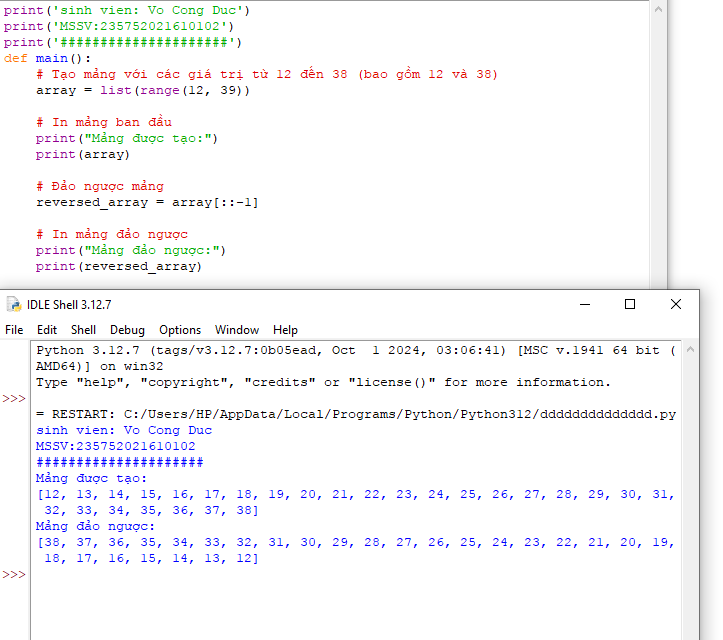 print('sinh vien: Vo Cong Duc')
print('MSSV:235752021610102')
print('#####################')
def main():
    # Tạo mảng với các giá trị từ 12 đến 38 (bao gồm 12 và 38)
    array = list(range(12, 39))
    # In mảng ban đầu
    print("Mảng được tạo:")
    print(array)
    # Đảo ngược mảng
    reversed_array = array[::-1]
    # In mảng đảo ngược
    print("Mảng đảo ngược:")
    print(reversed_array)
IDLE Shell 3.12.7
File Edit Shell Debug Options Window Help
Python 3.12.7 (tags/v3.12.7:0b05ead, Oct  1 2024, 03:06:41) [MSC v.1941 64 bit (
AMD64)] on win32
Type "help", "copyright", "credits" or "license()" for more information.
>>>
= RESTART: C:/Users/HP/AppData/Local/Programs/Python/Python312/dddddddddddddd.py
sinh vien: Vo Cong Duc
MSSV:235752021610102
#####################
Mảng được tạo:
[12, 13, 14, 15, 16, 17, 18, 19, 20, 21, 22, 23, 24, 25, 26, 27, 28, 29, 30, 31,
 32, 33, 34, 35, 36, 37, 38]
Mảng đảo ngược:
[38, 37, 36, 35, 34, 33, 32, 31, 30, 29, 28, 27, 26, 25, 24, 23, 22, 21, 20, 19,
 18, 17, 16, 15, 14, 13, 12]
>>>